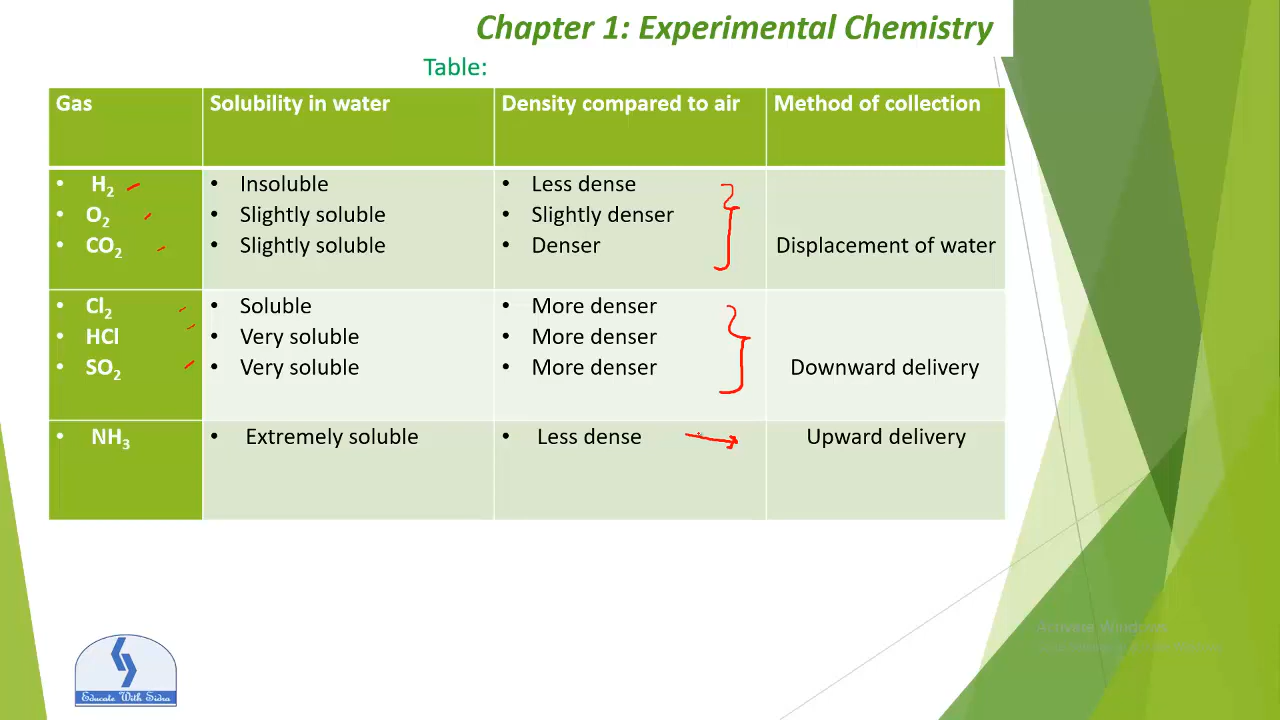 Chapter 1: Experimental Chemistry
Table:
Gas Solubility in water Density compared to air Method of collection
• H₂ • Insoluble • Less dense
• O₂ • Slightly soluble • Slightly denser
• CO₂ • Slightly soluble • Denser Displacement of water
• Cl₂ • Soluble • More denser
• HCl • Very soluble • More denser
• SO₂ • Very soluble • More denser Downward delivery
• NH₃ • Extremely soluble • Less dense Upward delivery
Activate Windows
Educate With Sidra